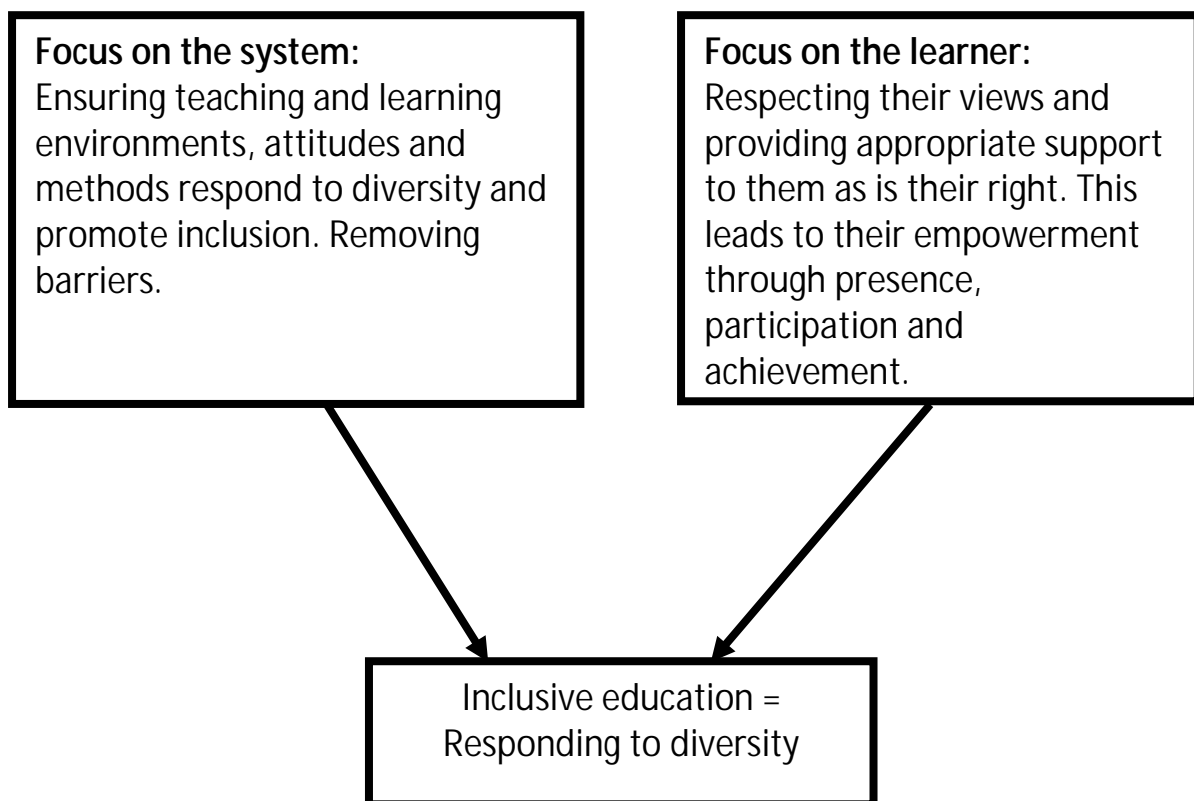 Focus on the system:
Ensuring teaching and learning
environments, attitudes and
methods respond to diversity and
promote inclusion. Removing
barriers.
Focus on the learner:
Respecting their views and
providing appropriate support
to them as is their right. This
leads to their empowerment
through presence,
participation and
achievement.
Inclusive education =
Responding to diversity